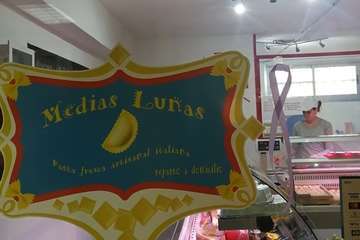 Medias Lunas
Pasta fresca artesanal italiana
reparto a domicilio